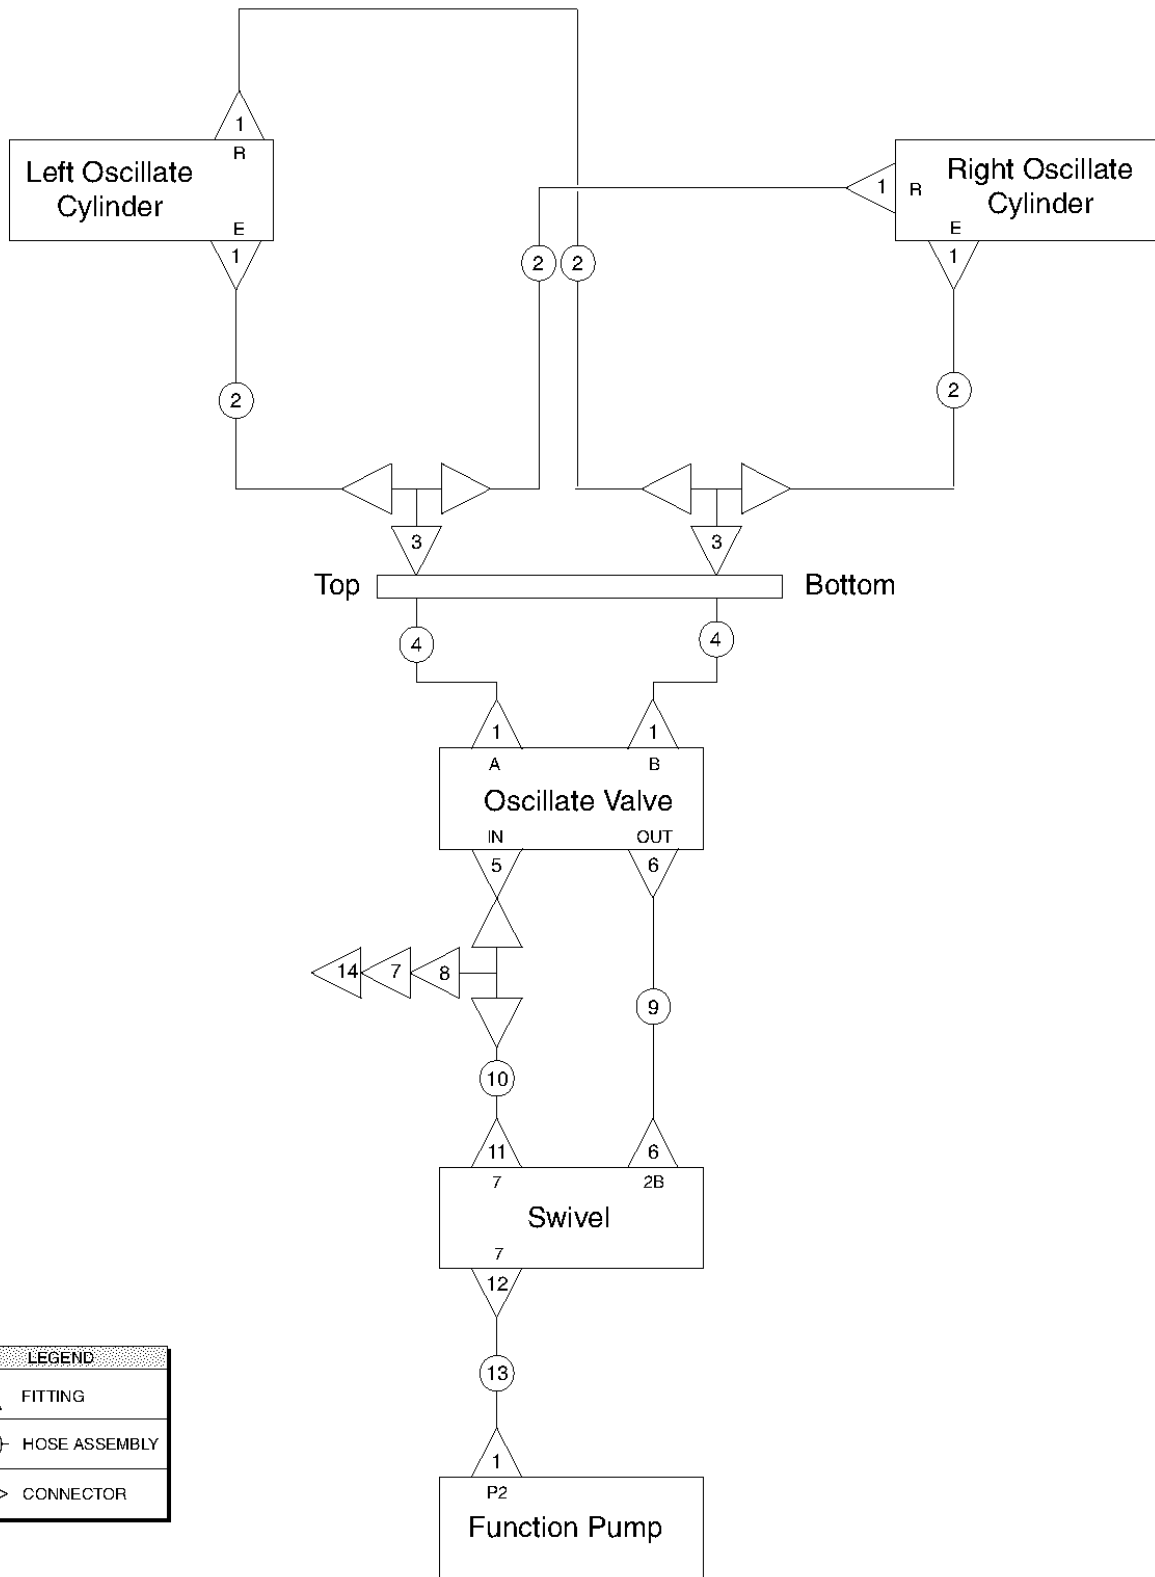 1
R
Left Oscillate
Cylinder
E
1
1
R
Right Oscillate
Cylinder
E
1
2
2
2
2
3
3
Top
Bottom
4
4
1
1
A
B
Oscillate Valve
IN
OUT
5
6
14
7
8
9
10
11
6
7
2B
Swivel
7
12
13
1
P2
Function Pump
LEGEND
FITTING
HOSE ASSEMBLY
CONNECTOR